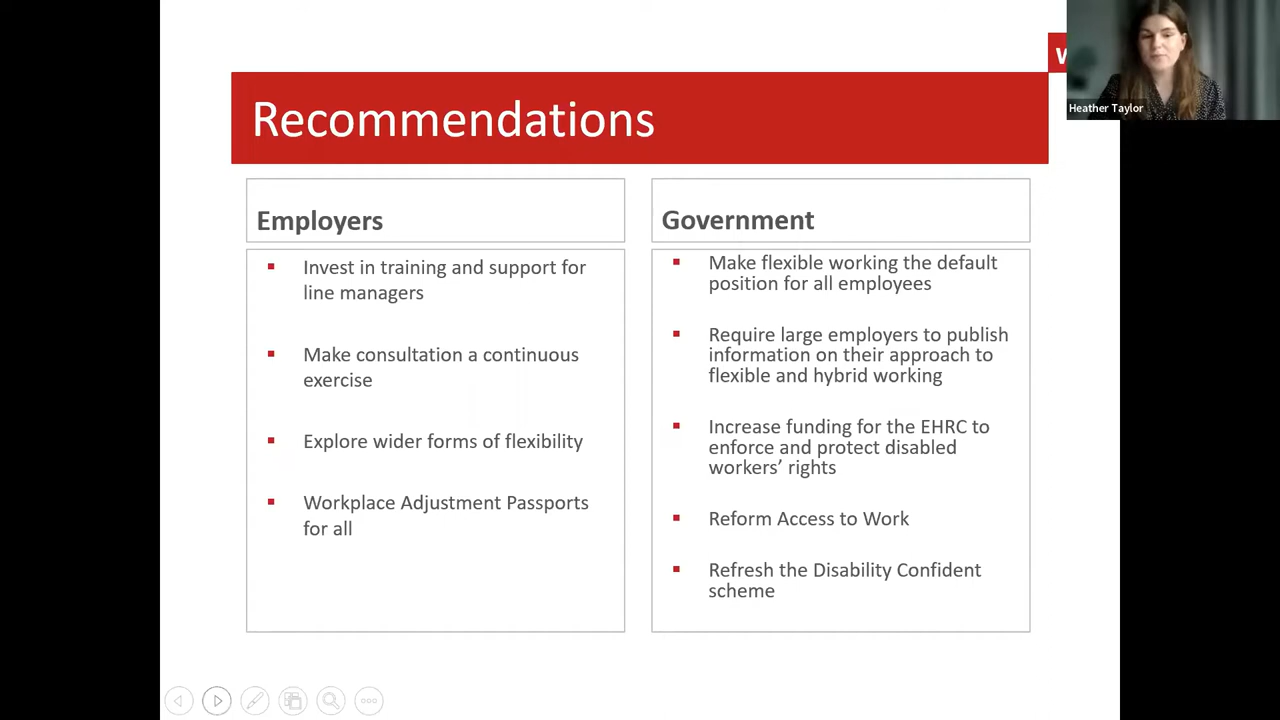 Recommendations
Heather Taylor
Employers
Invest in training and support for
line managers
Make consultation a continuous
exercise
Explore wider forms of flexibility
Workplace Adjustment Passports
for all
Government
Make flexible working the default
position for all employees
Require large employers to publish
information on their approach to
flexible and hybrid working
Increase funding for the EHRC to
enforce and protect disabled
workers’ rights
Reform Access to Work
Refresh the Disability Confident
scheme